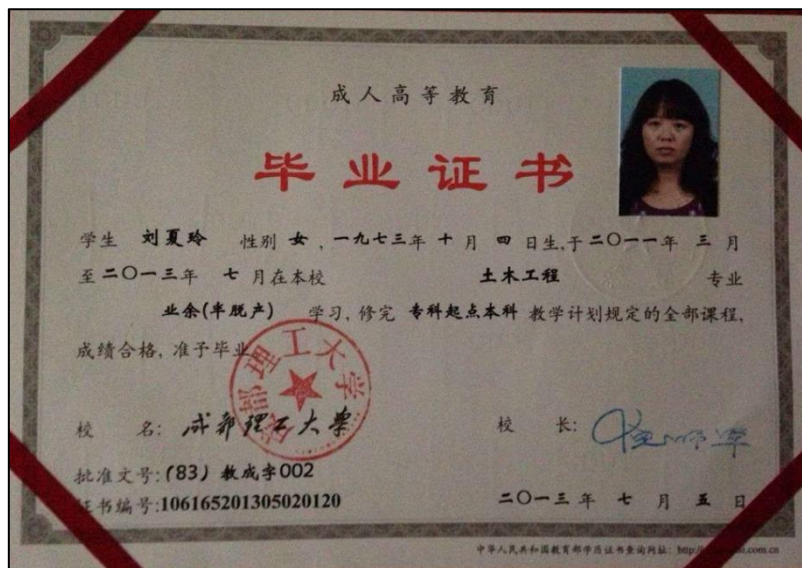 成人高等教育
毕业证书
学生 刘夏玲 性别 女 , 一九七三年 十 月 四 日生,于二〇一一年 三 月
至二〇一三年 七 月在本校 土木工程 专业
业余(半脱产) 学习, 修完 专科起点本科 教学计划规定的全部课程,
成绩合格, 准予毕业
成都理工大学
校 名: 成都理工大学 校 长:
批准文号:(83) 教成字002
证书编号:106165201305020120 二〇一三 年 七 月 五 日
中华人民共和国教育部学历证书查询网址: http://